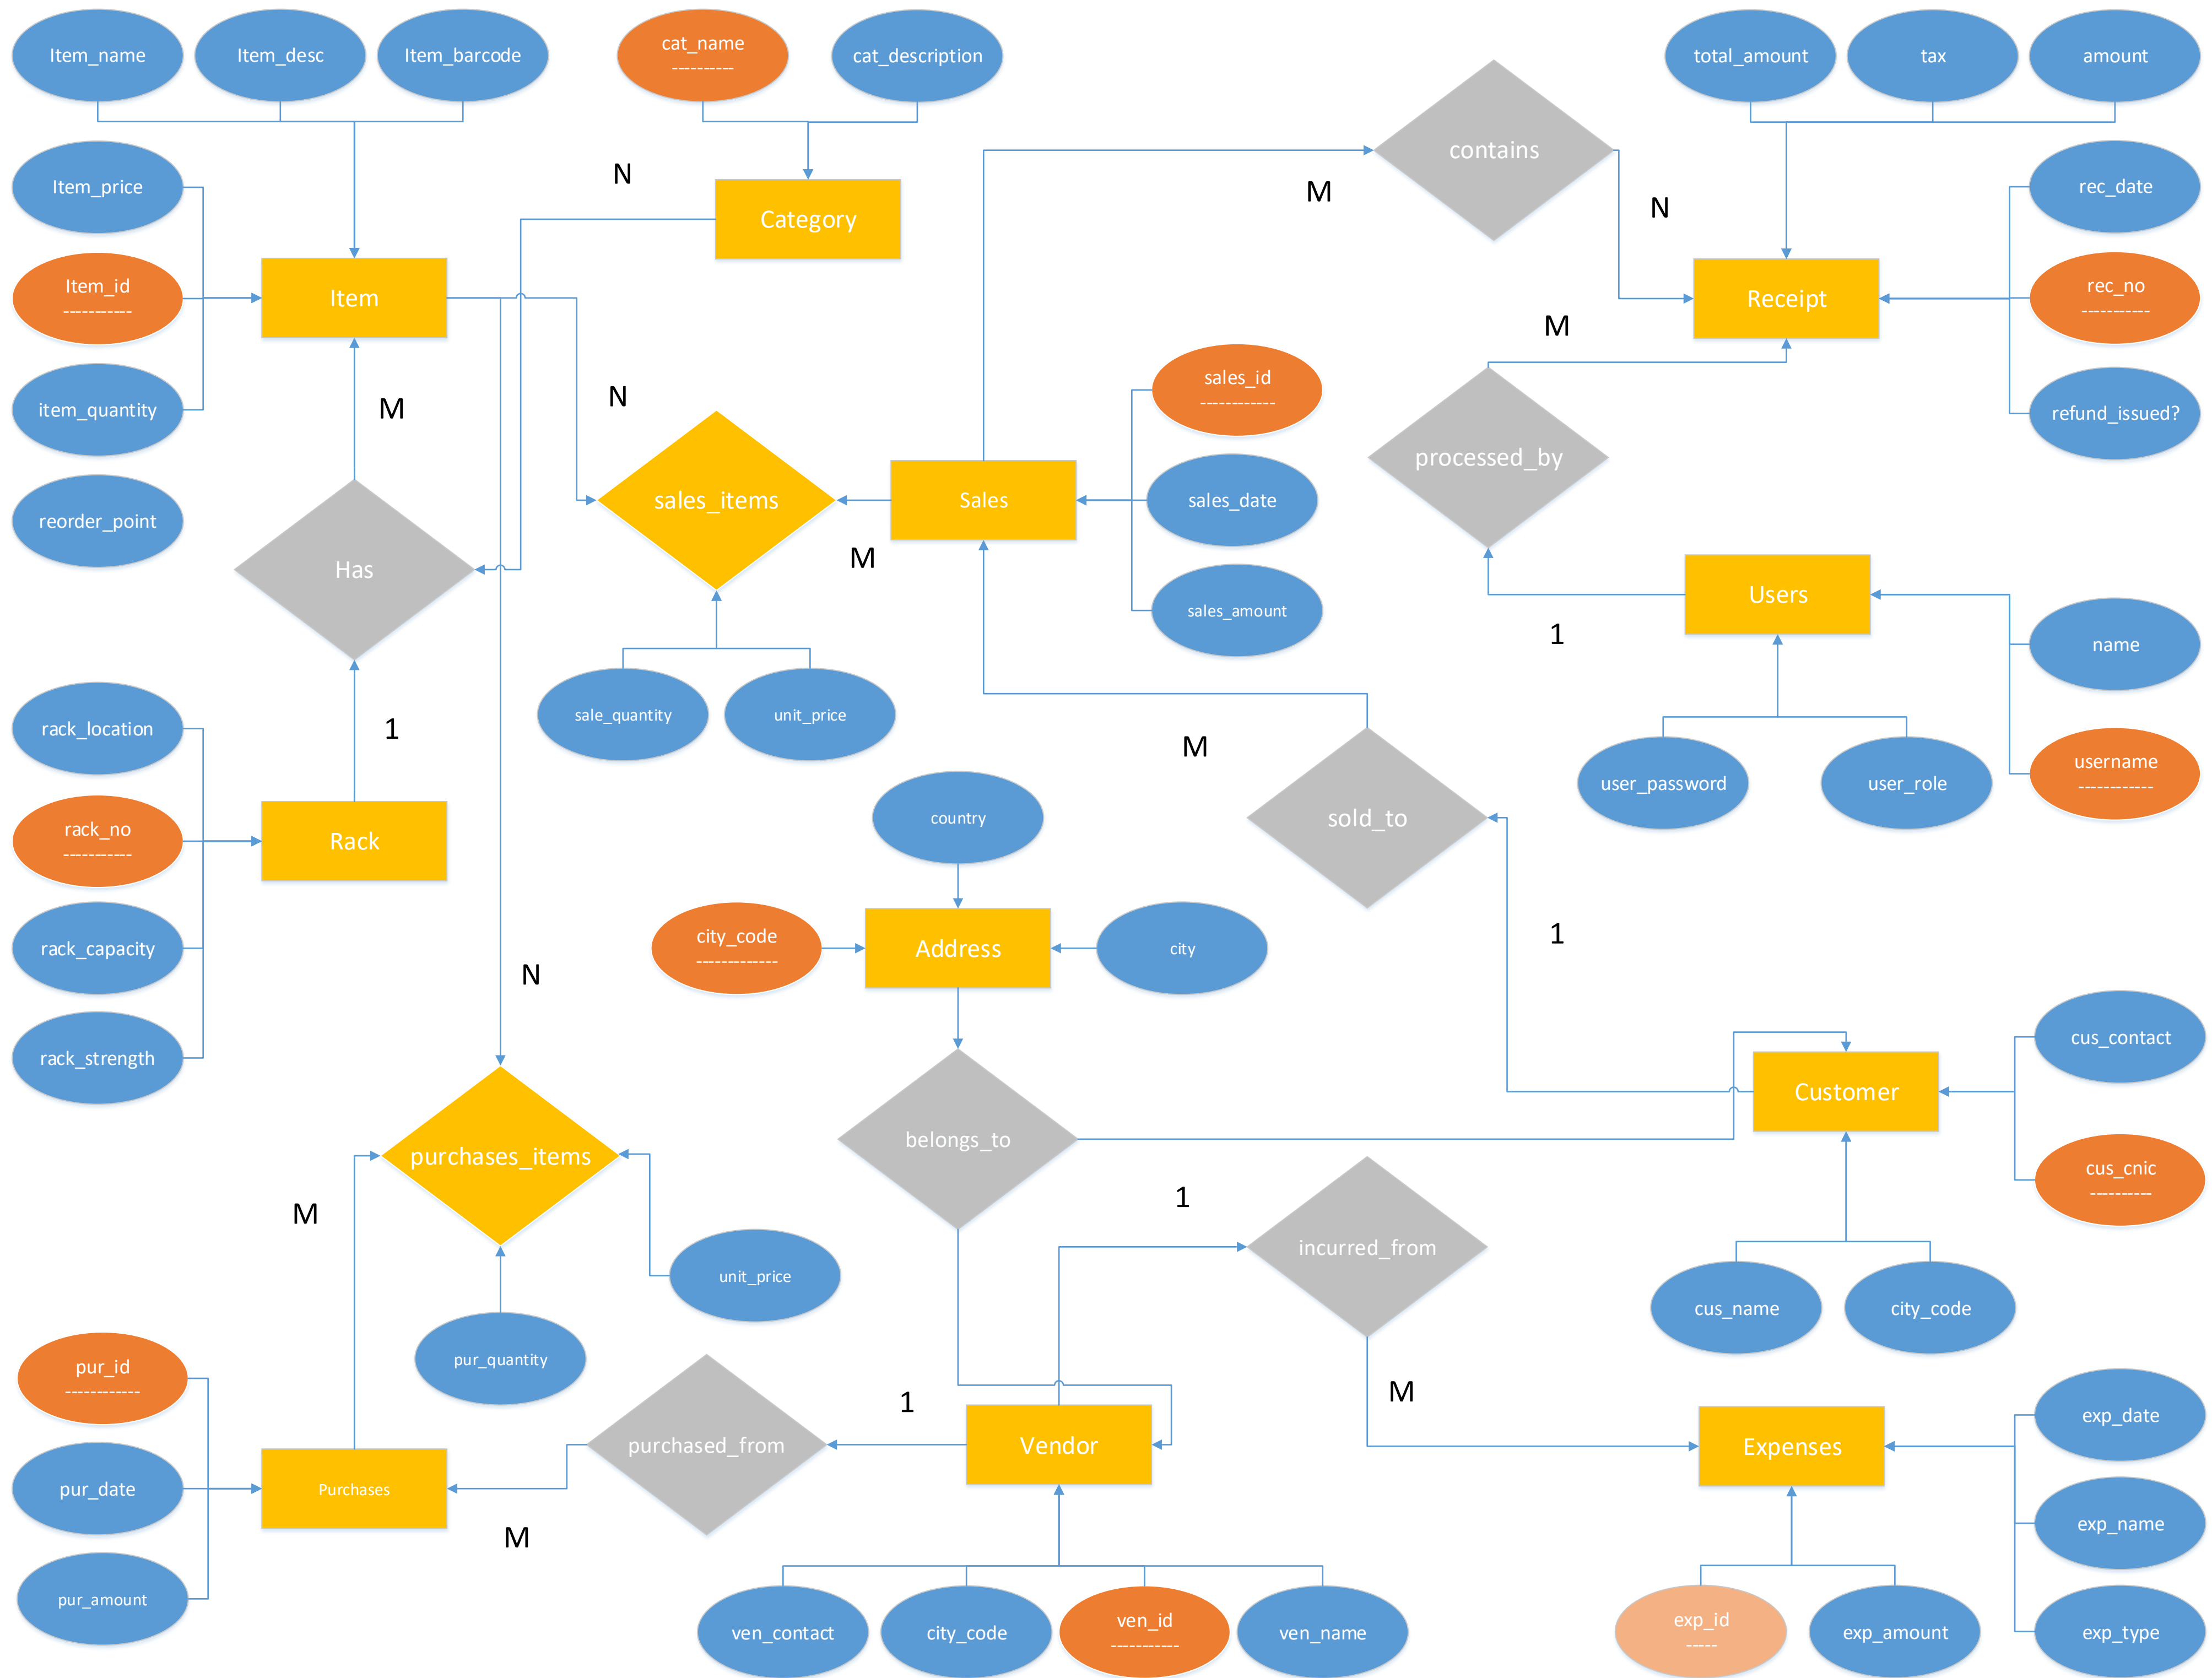 Item_name
Item_desc
Item_barcode
cat_name
----------
cat_description
total_amount
tax
amount
contains
M
N
Item_price
N
Category
rec_date
Item_id
-----------
Item
Receipt
rec_no
-----------
M
item_quantity
M
N
sales_id
------------
refund_issued?
processed_by
reorder_point
sales_items
Sales
sales_date
Has
M
sales_amount
Users
1
name
rack_location
1
sale_quantity
unit_price
M
user_password
user_role
username
------------
country
sold_to
rack_no
-----------
Rack
city_code
-------------
Address
city
1
rack_capacity
N
rack_strength
cus_contact
Customer
belongs_to
purchases_items
M
1
cus_cnic
----------
incurred_from
unit_price
cus_name
city_code
pur_id
------------
pur_quantity
1
M
exp_date
purchased_from
Vendor
Expenses
pur_date
Purchases
M
exp_name
pur_amount
ven_contact
city_code
ven_id
-----------
ven_name
exp_id
-----
exp_amount
exp_type